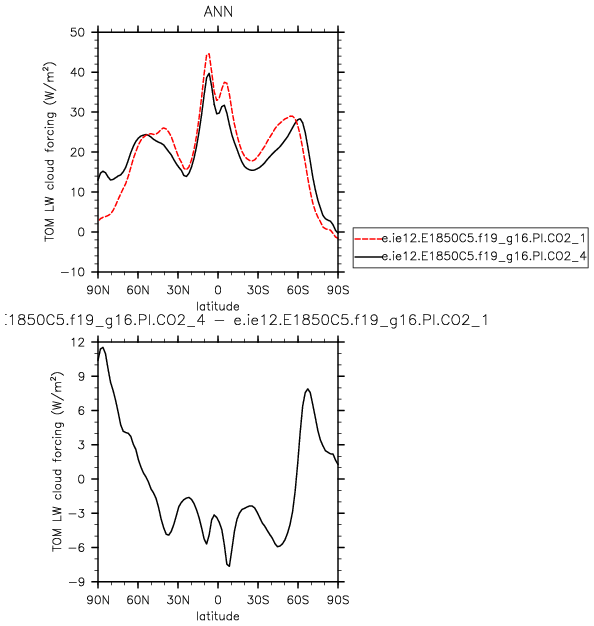 ANN
50
40
30
20
10
0
−10
TOM LW cloud forcing (W/m²)
90N 60N 30N 0 30S 60S 90S
latitude
e.ie12.E1850C5.f19_g16.PI.CO2_1
e.ie12.E1850C5.f19_g16.PI.CO2_4
:1850C5.f19_g16.PI.CO2_4 − e.ie12.E1850C5.f19_g16.PI.CO2_1
12
9
6
3
0
−3
−6
−9
TOM LW cloud forcing (W/m²)
90N 60N 30N 0 30S 60S 90S
latitude